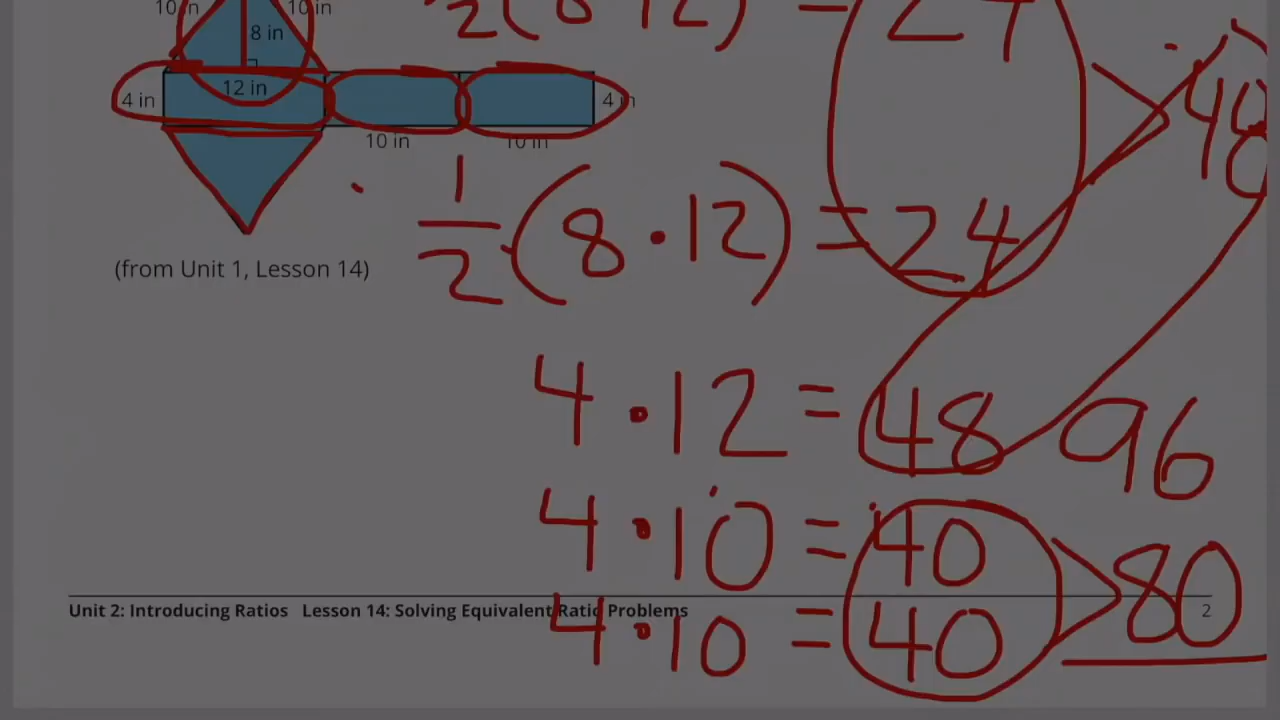 10 in 10 in
8 in
1/2 (8 · 12) = 24
12 in
4 in 4 in
48
10 in 10 in
1/2 · (8 · 12) = 24
(from Unit 1, Lesson 14)
4 · 12 = 48 96
4 · 10 = 40
80
Unit 2: Introducing Ratios Lesson 14: Solving Equivalent Ratio Problems 2
4 · 10 = 40